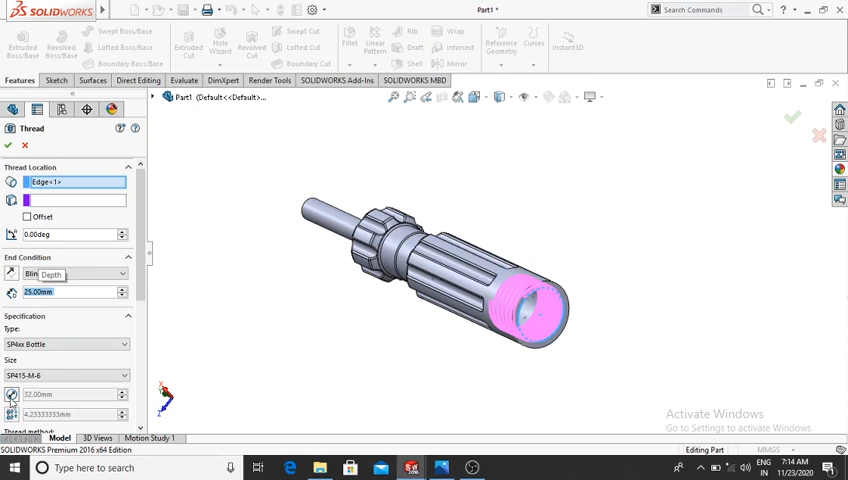 SOLIDWORKS
Part1 *
Search Commands
Extruded Boss/Base
Revolved Boss/Base
Swept Boss/Base
Lofted Boss/Base
Boundary Boss/Base
Extruded Cut
Hole Wizard
Revolved Cut
Swept Cut
Lofted Cut
Boundary Cut
Fillet
Linear Pattern
Rib
Draft
Shell
Wrap
Intersect
Mirror
Reference Geometry
Curves
Instant3D
Features
Sketch
Surfaces
Direct Editing
Evaluate
DimXpert
Render Tools
SOLIDWORKS Add-Ins
SOLIDWORKS MBD
Part1 (Default<<Default>...
Thread
Thread Location
Edge<1>
Offset
0.00deg
End Condition
Blin
Depth
25.00mm
Specification
Type:
SP4xx Bottle
Size
SP415-M-6
32.00mm
4.23333333mm
Thread method:
X
Z
Activate Windows
Go to Settings to activate Windows.
Model
3D Views
Motion Study 1
SOLIDWORKS Premium 2016 x64 Edition
Editing Part
MMGS
Type here to search
ENG
IN
7:14 AM
11/23/2020